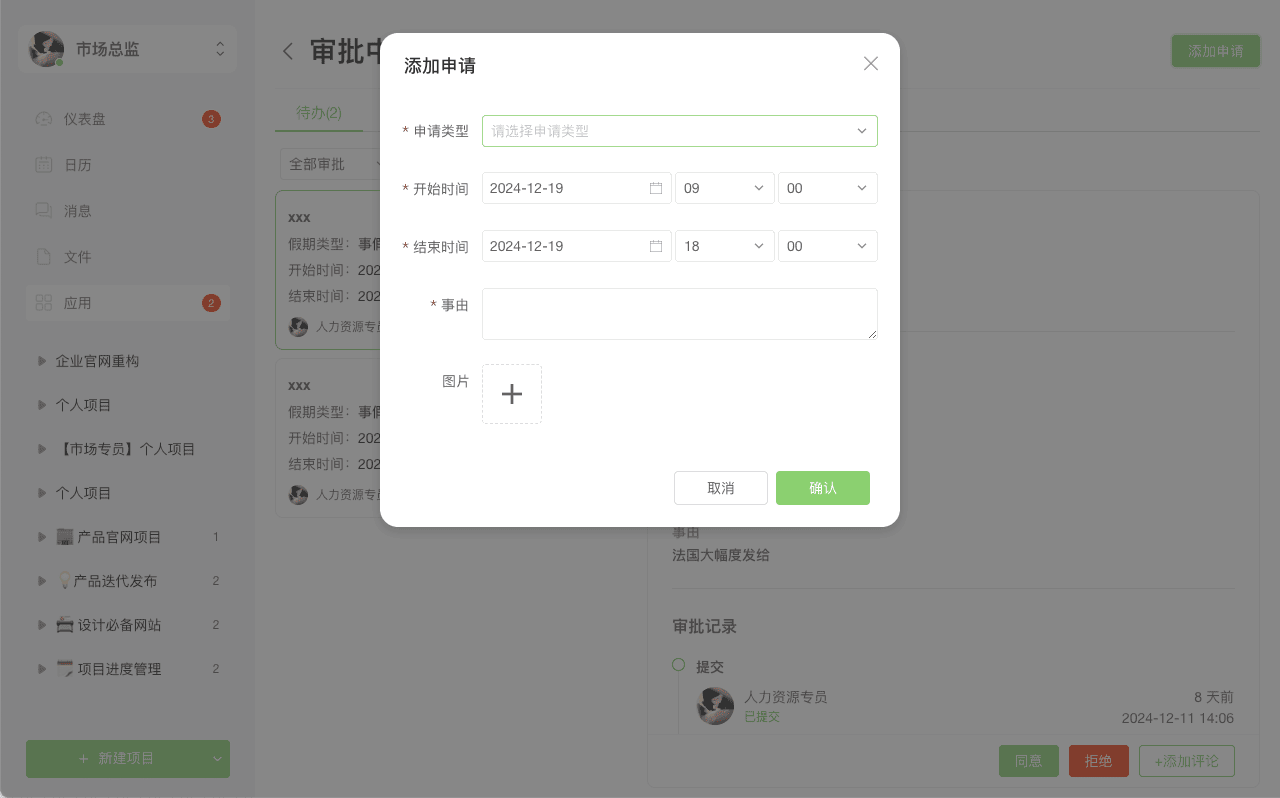 市场总监
仪表盘
3
日历
消息
文件
应用
2
企业官网重构
个人项目
【市场专员】个人项目
个人项目
产品官网项目 1
💡产品迭代发布 2
设计必备网站 2
项目进度管理 2
+ 新建项目
审批中
添加申请
待办(2)
全部审批
xxx
假期类型：事假
开始时间：202
结束时间：202
人力资源专员
xxx
假期类型：事假
开始时间：202
结束时间：202
人力资源专员
添加申请
* 申请类型 请选择申请类型
* 开始时间 2024-12-19 09 00
* 结束时间 2024-12-19 18 00
* 事由
图片
取消 确认
事由
法国大幅度发给
审批记录
提交
人力资源专员 8 天前
已提交 2024-12-11 14:06
同意 拒绝 +添加评论